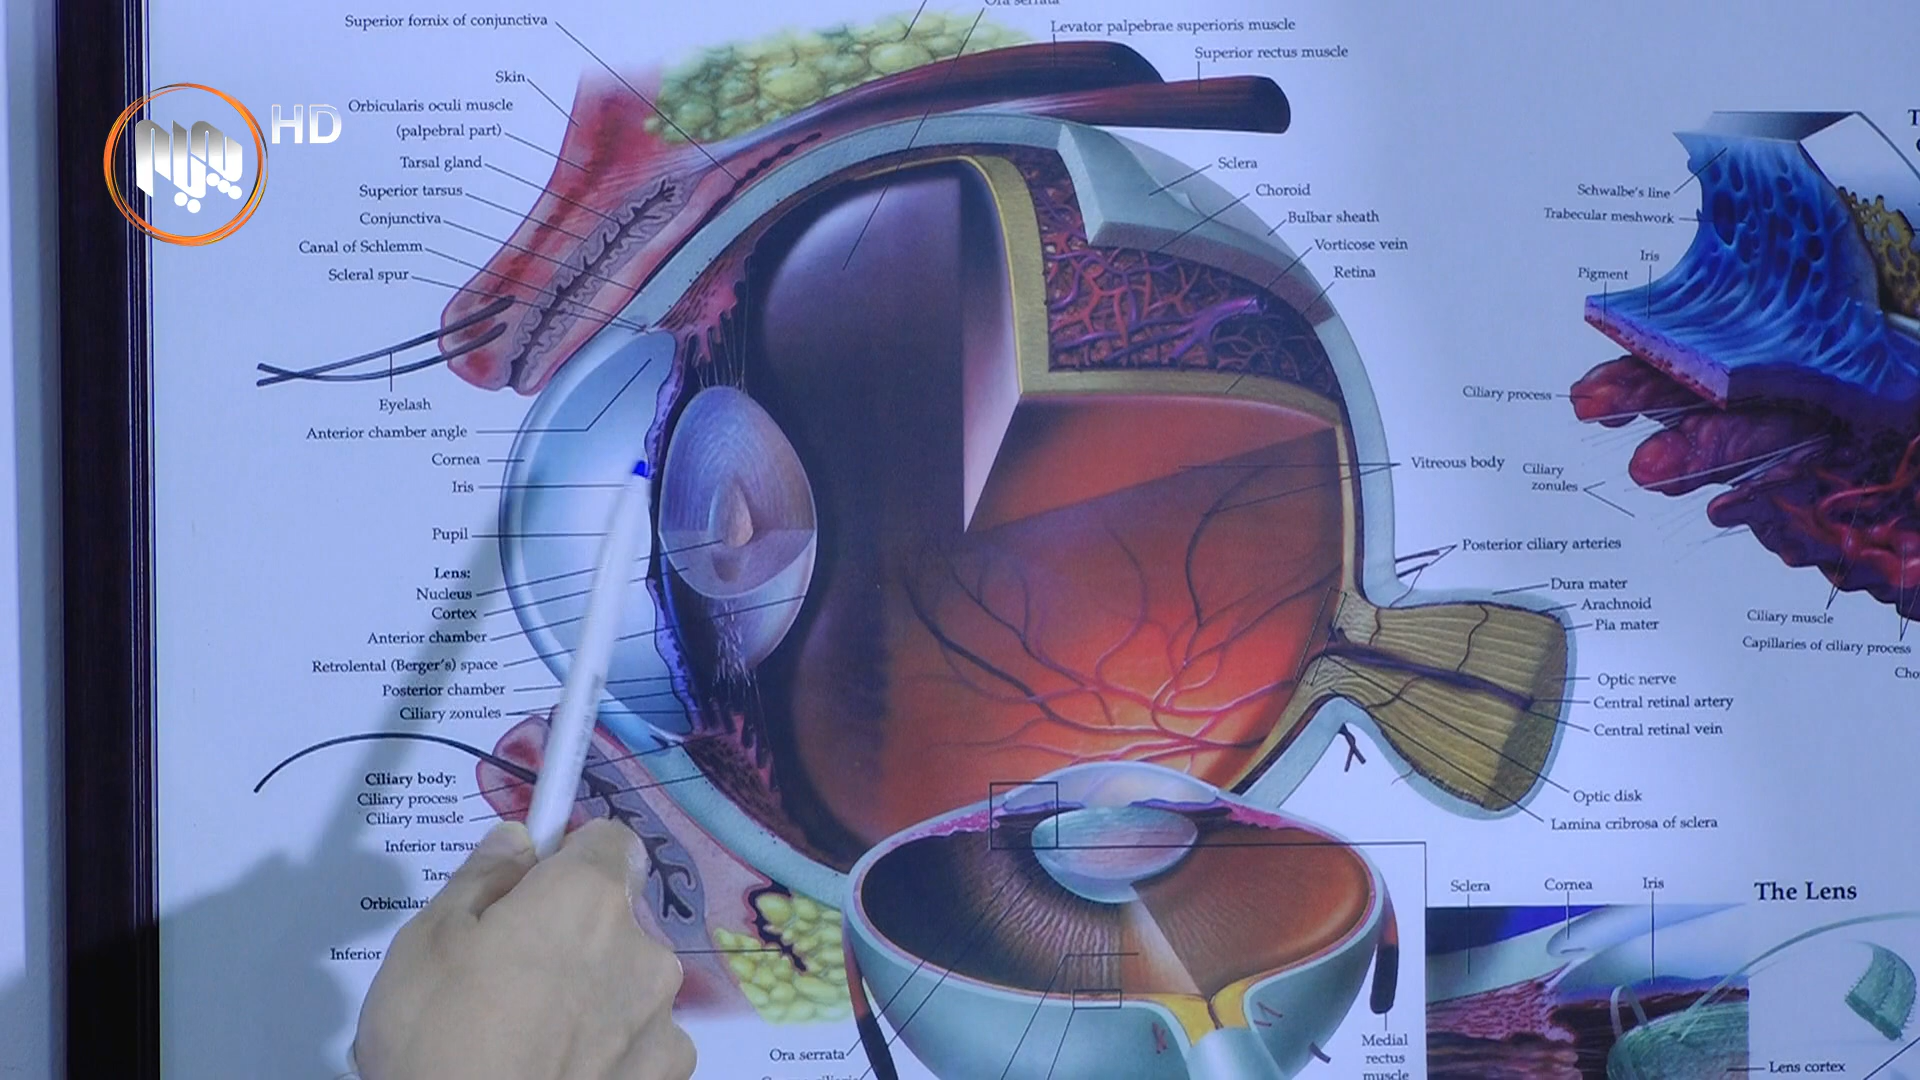 Ora serrata
Superior fornix of conjunctiva
Levator palpebrae superioris muscle
Superior rectus muscle
Skin
Orbicularis oculi muscle
(palpebral part)
HD
Tarsal gland
Superior tarsus
Conjunctiva
Canal of Schlemm
Scleral spur
Sclera
Choroid
Bulbar sheath
Vorticose vein
Retina
Schwalbe's line
Trabecular meshwork
Iris
Pigment
Eyelash
Anterior chamber angle
Cornea
Iris
Pupil
Lens:
Nucleus
Cortex
Anterior chamber
Retrolental (Berger's) space
Posterior chamber
Ciliary zonules
Ciliary body:
Ciliary process
Ciliary muscle
Inferior tarsus
Inferior
Ciliary process
Vitreous body
Ciliary
zonules
Posterior ciliary arteries
Dura mater
Arachnoid
Pia mater
Optic nerve
Central retinal artery
Central retinal vein
Optic disk
Lamina cribrosa of sclera
Ciliary muscle
Capillaries of ciliary process
Sclera
Cornea
Iris
The Lens
Ora serrata
Medial
rectus
muscle
Lens cortex